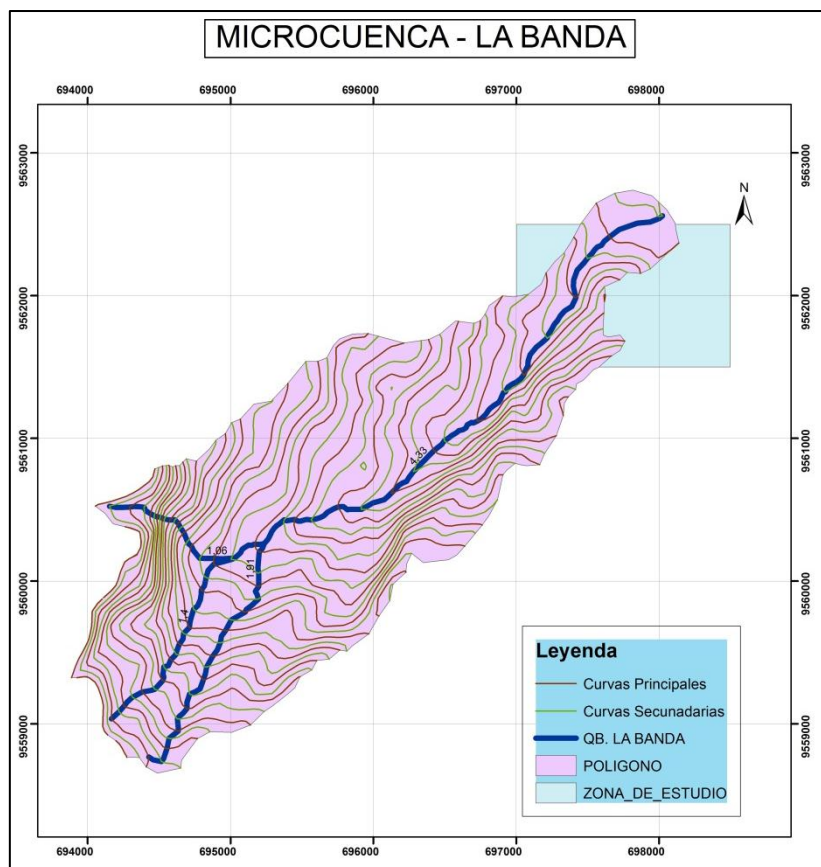 MICROCUENCA - LA BANDA
694000 695000 696000 697000 698000
9563000 9563000
N
9562000 9562000
9561000 9561000
4.33
1.06
1.91
9560000 9560000
1.4
Leyenda
Curvas Principales
Curvas Secunadarias
9559000 9559000
QB. LA BANDA
POLIGONO
ZONA_DE_ESTUDIO
694000 695000 696000 697000 698000